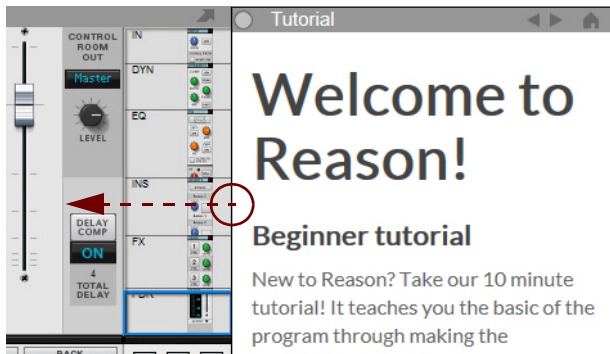 CONTROL
ROOM
OUT
Master
LEVEL
DELAY
COMP
ON
4
TOTAL
DELAY
IN
DYN
EQ
INS
FX
Tutorial
Welcome to
Reason!
Beginner tutorial
New to Reason? Take our 10 minute
tutorial! It teaches you the basic of the
program through making the